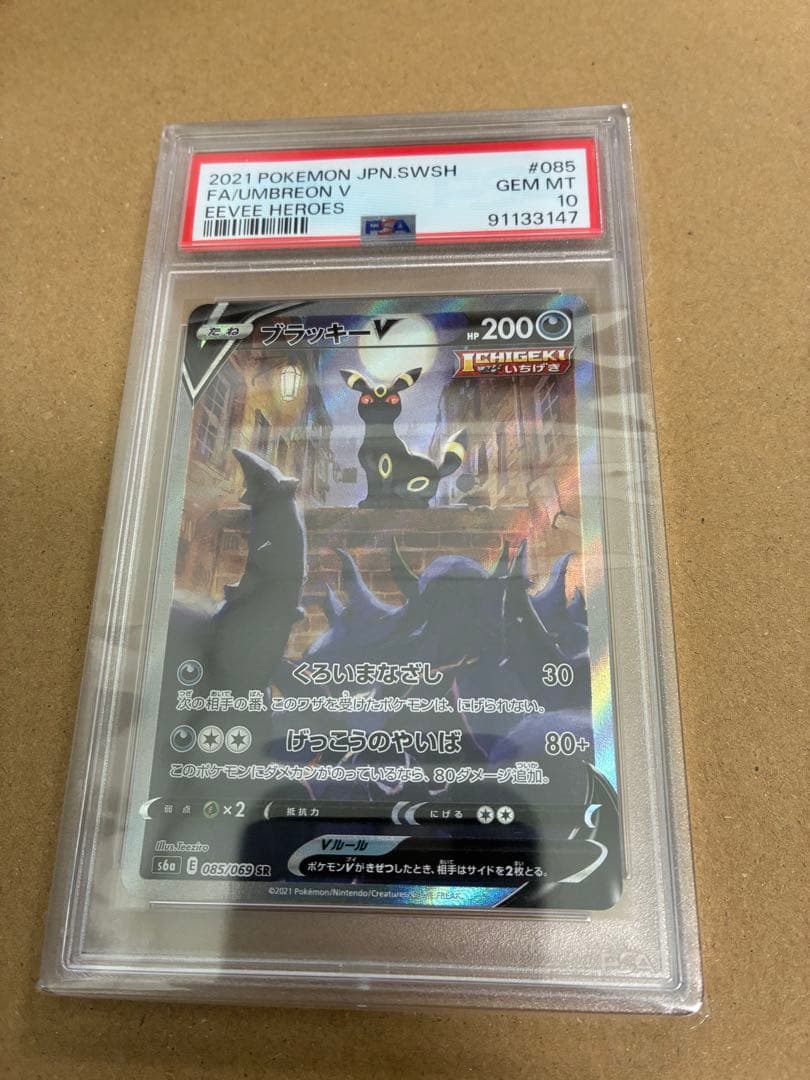 2021 POKEMON JPN.SWSH #085
FA/UMBREON V GEM MT
EEVEE HEROES 10
PSA 91133147
たね ブラッキーV HP 200
ICHIGEKI
いちげき
くろいまなざし 30
次の相手の番、このワザを受けたポケモンは、にげられない。
げっこうのやいば 80+
このポケモンにダメカンがのっているなら、80ダメージ追加。
弱点 ×2 抵抗力 にげる
Illus.Teeziro
Vルール
s6a E 085/069 SR
ポケモンVがきぜつしたとき、相手はサイドを2枚とる。
©2021 Pokémon/Nintendo/Creatures/ FREAK
PSA